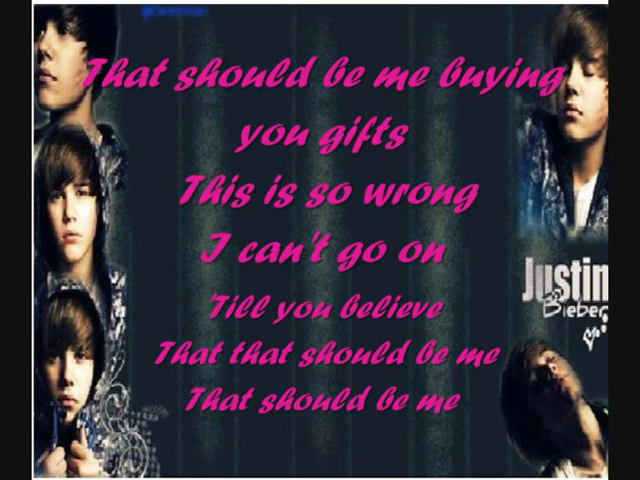 That should be me buying
you gifts
This is so wrong
I can't go on
'Till you believe
That that should be me
That should be me
Justin
Bieber